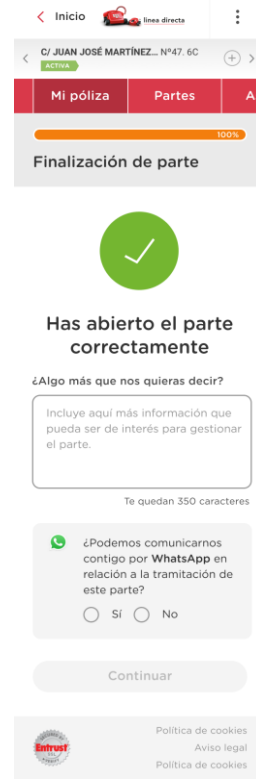 Inicio
linea directa
C/ JUAN JOSÉ MARTÍNEZ... Nº47. 6C
ACTIVA
Mi póliza
Partes
A
100%
Finalización de parte
Has abierto el parte
correctamente
¿Algo más que nos quieras decir?
Incluye aquí más información que
pueda ser de interés para gestionar
el parte.
Te quedan 350 caracteres
¿Podemos comunicarnos
contigo por WhatsApp en
relación a la tramitación de
este parte?
Sí
No
Continuar
Entrust
Política de cookies
Aviso legal
Política de cookies